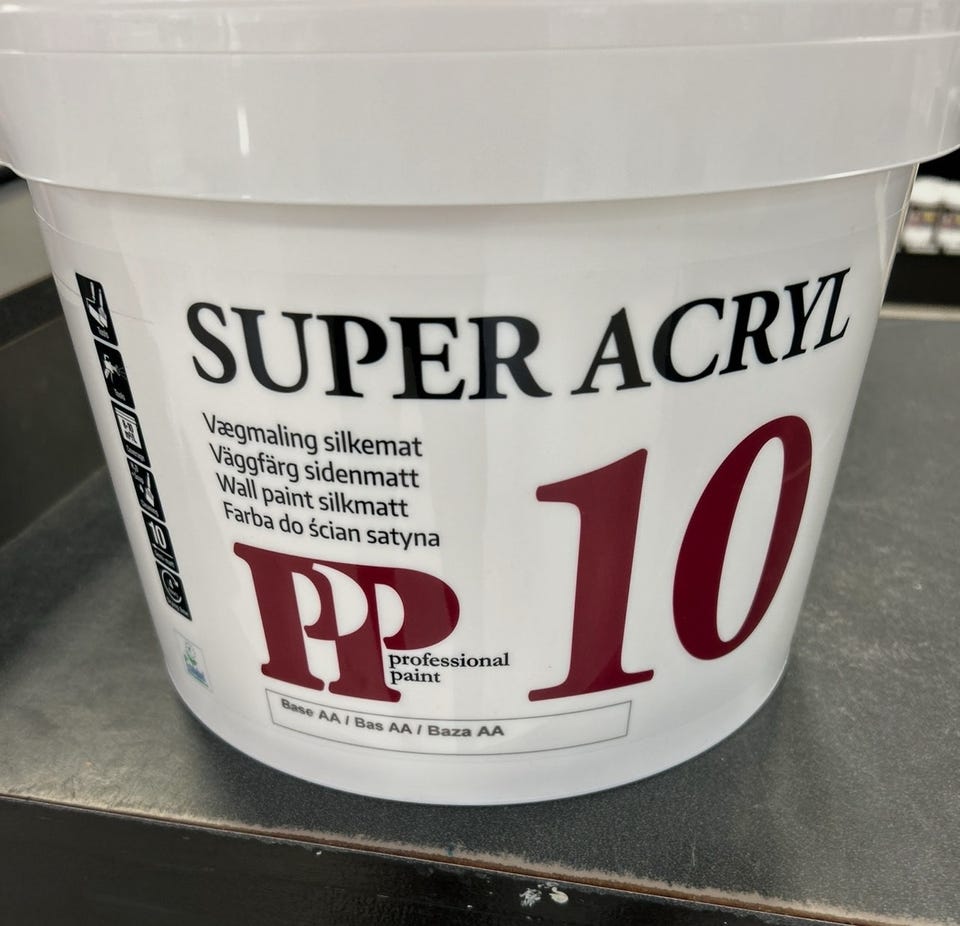 SUPER ACRYL
Vægmaling silkemat
Väggfärg sidenmatt
Wall paint silkmatt
Farba do ścian satyna
10
PP
professional
paint
Base AA / Bas AA / Baza AA
10